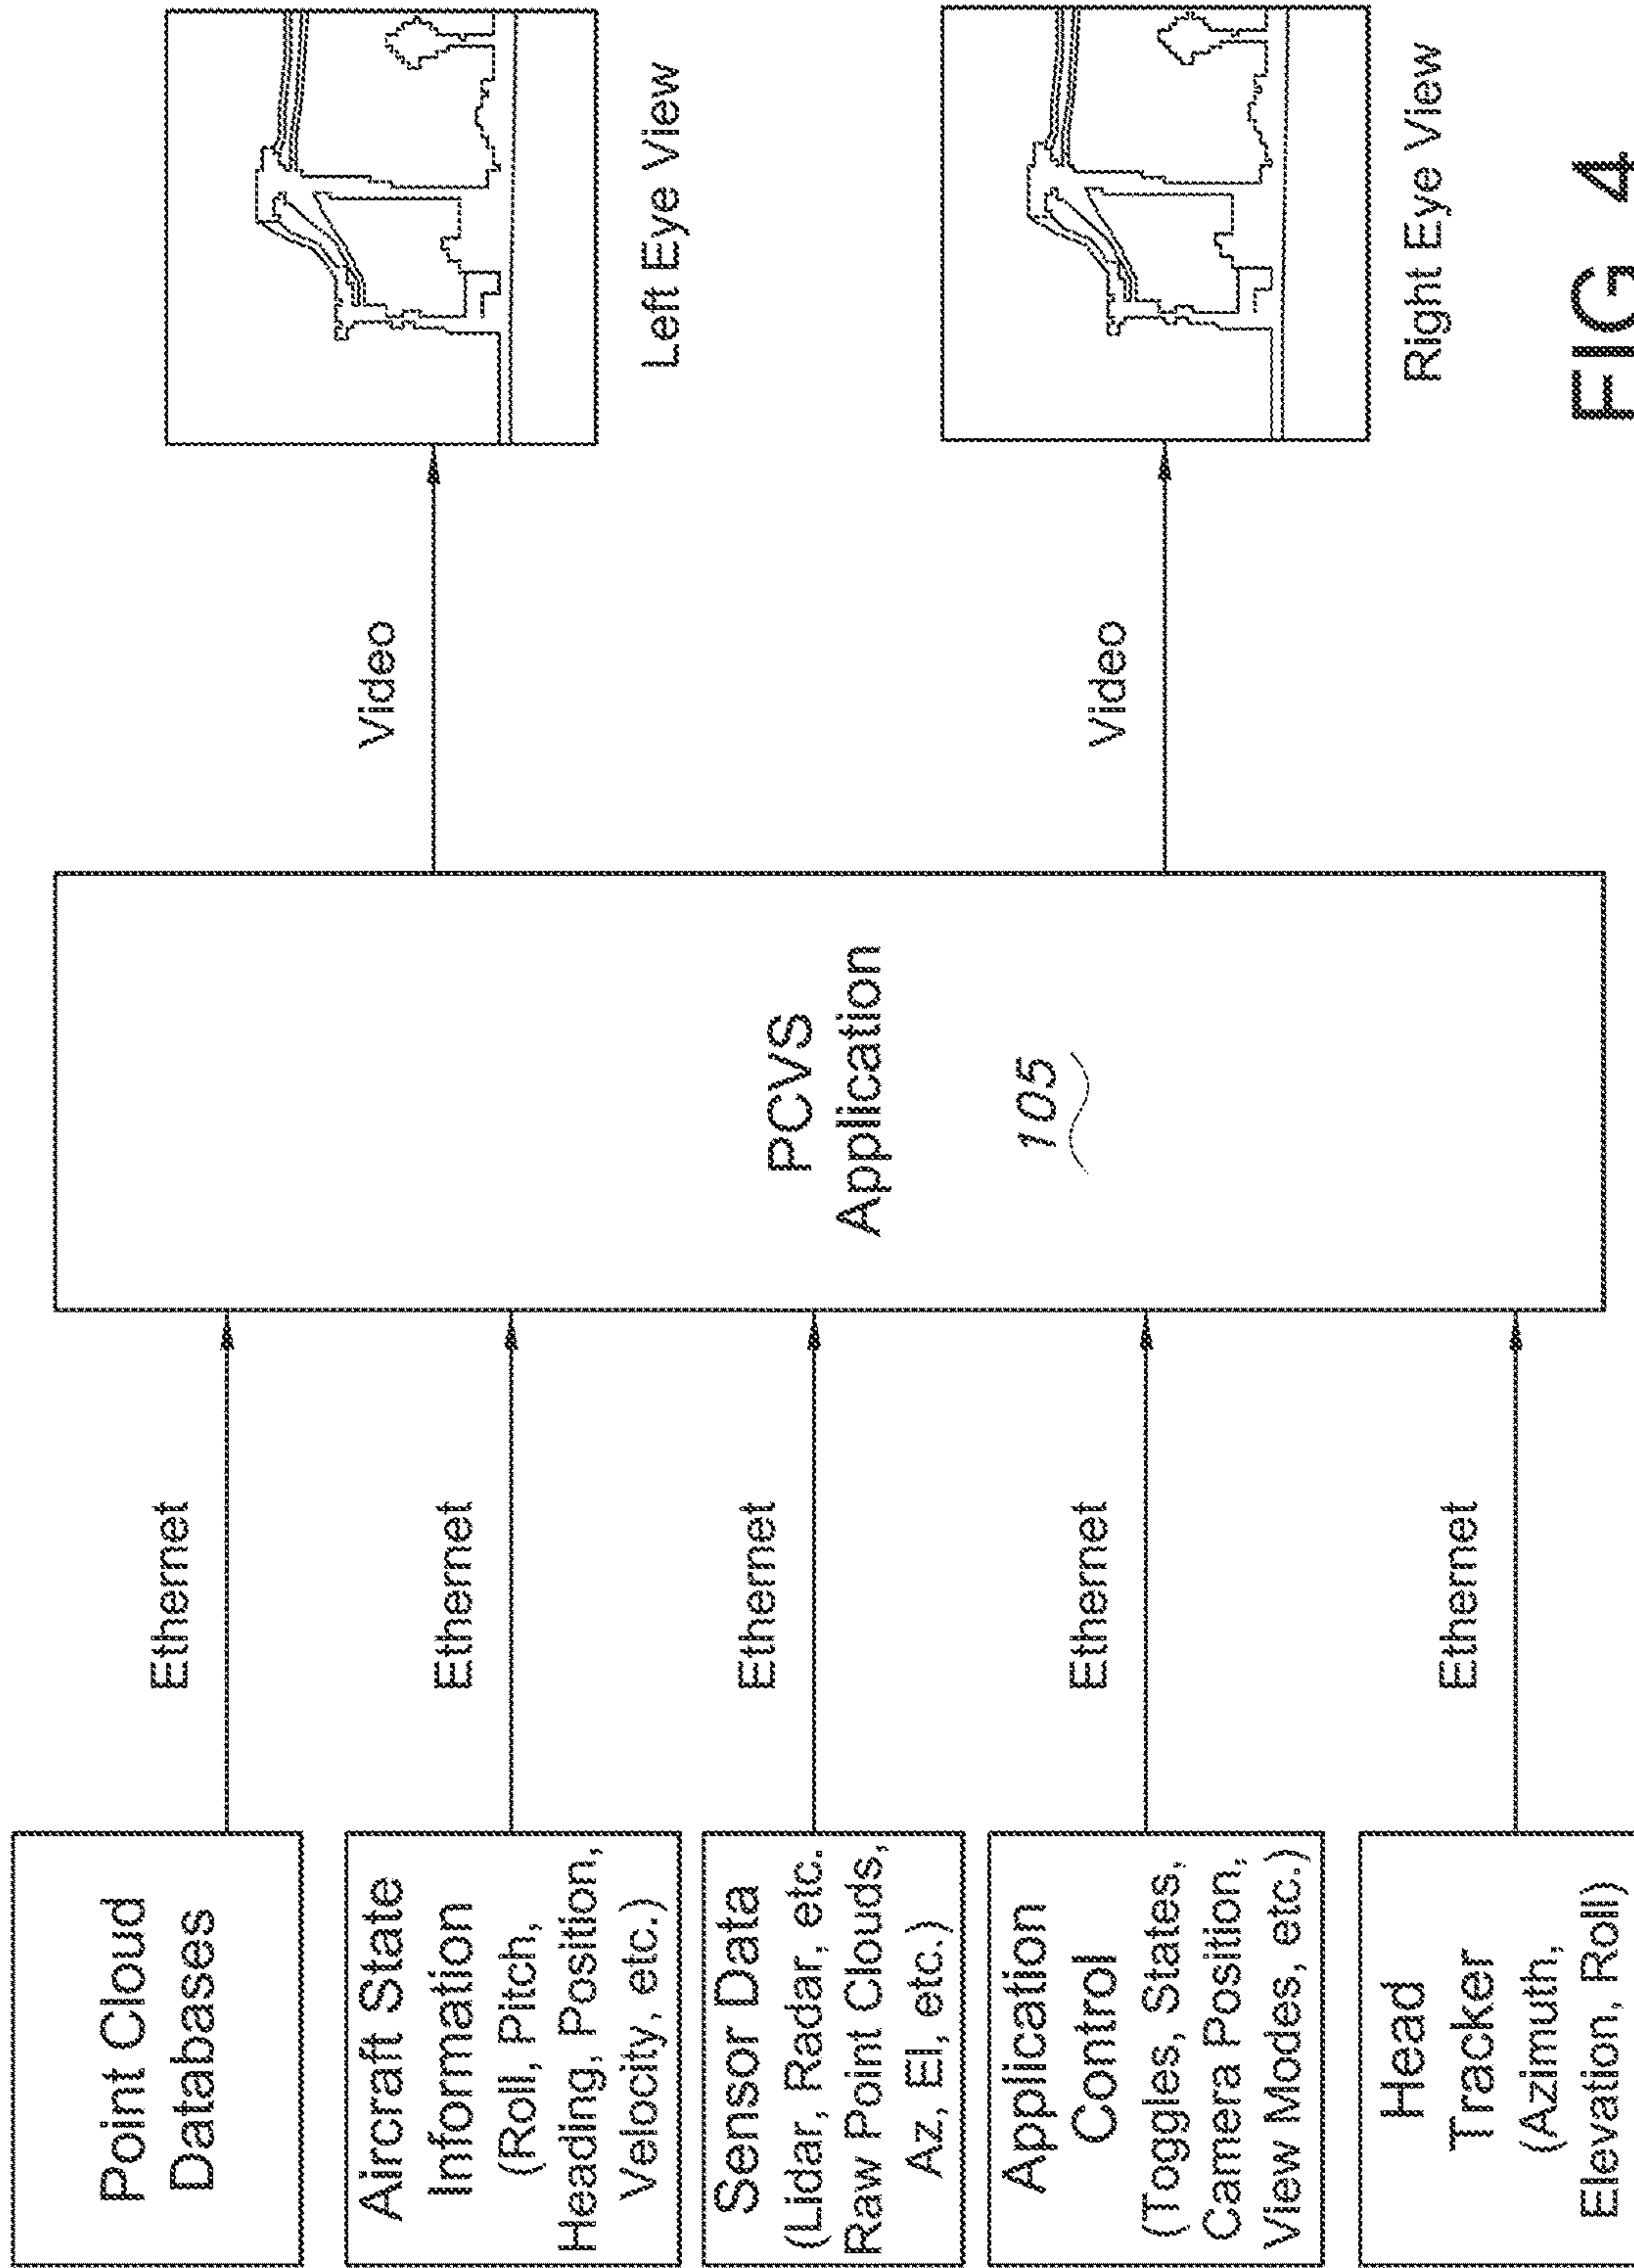 Point Cloud
Databases
Ethernet
Aircraft State
Information
(Roll, Pitch,
Heading, Position,
Velocity, etc.)
Ethernet
Sensor Data
(Lidar, Radar, etc.
Raw Point Clouds,
Az, El, etc.)
Ethernet
Application
Control
(Toggles, States,
Camera Position,
View Modes, etc.)
Ethernet
Head
Tracker
(Azimuth,
Elevation, Roll)
Ethernet
PCVS
Application
105
Video
Left Eye View
Video
Right Eye View
FIG 4